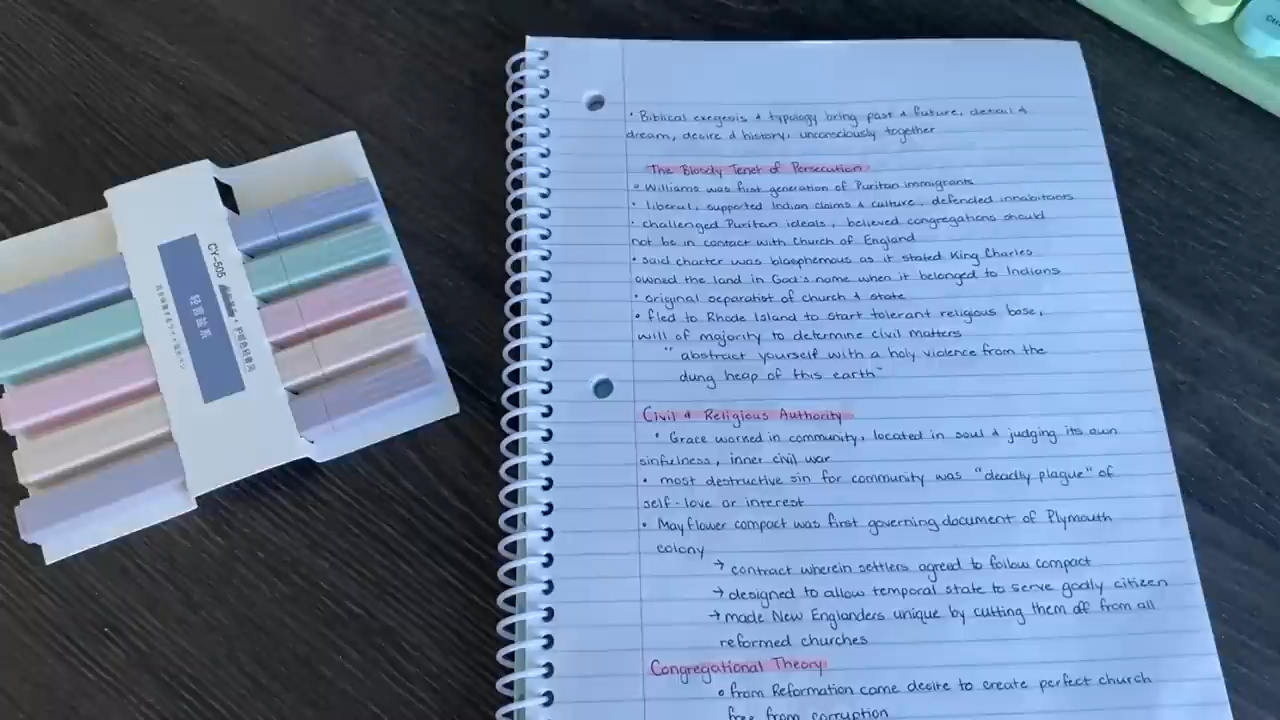 CY-505
轻言盐系
• Biblical exegesis & typology bring past & future, detail &
dream, desire & history, unconsciously together
The Bloody Tenet of Persecution
• Williams was first generation of Puritan immigrants
• liberal, supported Indian claims & culture, defended inhabitants
• challenged Puritan ideals, believed congregations should
not be in contact with Church of England
• said charter was blasphemous as it stated King Charles
owned the land in God's name when it belonged to Indians
• original separatist of church & state
• fled to Rhode Island to start tolerant religious base,
will of majority to determine civil matters
"abstract yourself with a holy violence from the
dung heap of this earth"
Civil & Religious Authority
• Grace worked in community, located in soul & judging its own
sinfulness, inner civil war
• most destructive sin for community was "deadly plague" of
self-love or interest
• Mayflower compact was first governing document of Plymouth
colony
→ contract wherein settlers agreed to follow compact
→ designed to allow temporal state to serve godly citizen
→ made New Englanders unique by cutting them off from all
reformed churches
Congregational Theory
• from Reformation came desire to create perfect church
free from corruption